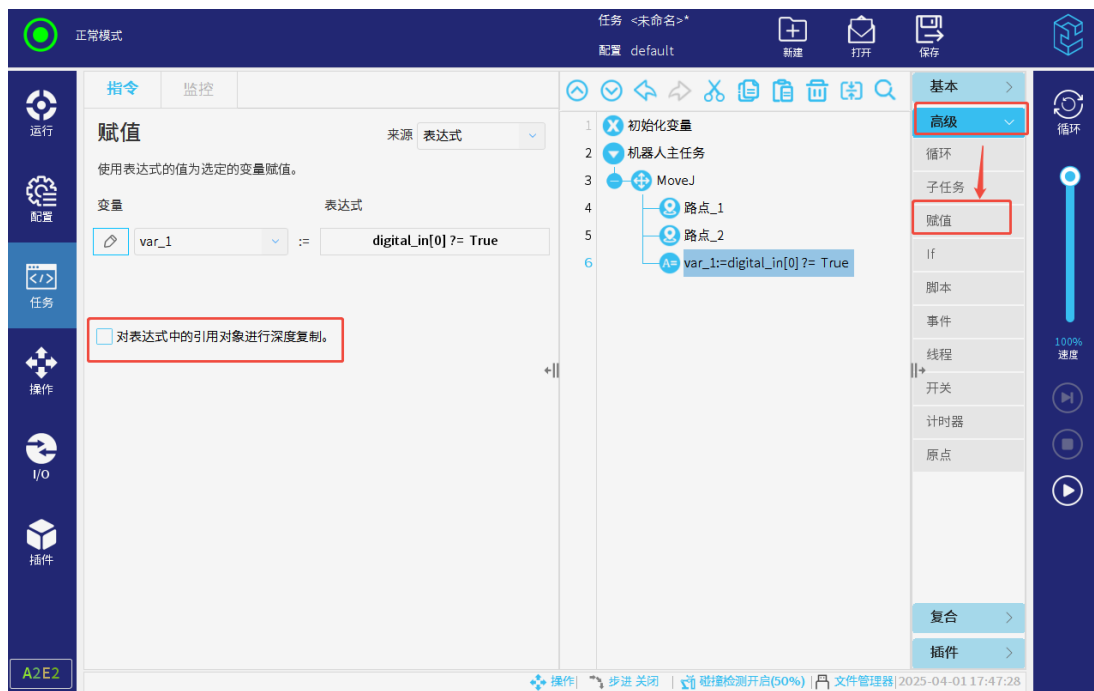 正常模式
任务 <未命名>*
配置 default
新建
打开
保存
运行
配置
任务
操作
I/O
插件
A2E2
指令 监控
赋值
来源 表达式
使用表达式的值为选定的变量赋值。
变量 表达式
var_1 := digital_in[0] ?= True
对表达式中的引用对象进行深度复制。
1 初始化变量
2 机器人主任务
3 MoveJ
4 路点_1
5 路点_2
6 A= var_1:=digital_in[0] ?= True
基本
高级
循环
子任务
赋值
If
脚本
事件
线程
开关
计时器
原点
复合
插件
循环
100%
速度
操作 | 步进 关闭 | 碰撞检测开启(50%) | 文件管理器 | 2025-04-01 17:47:28